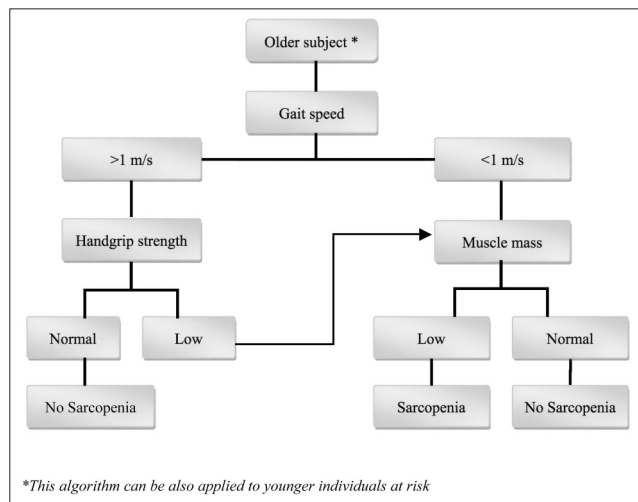 Older subject *
Gait speed
>1 m/s
<1 m/s
Handgrip strength
Muscle mass
Normal
Low
Low
Normal
No Sarcopenia
Sarcopenia
No Sarcopenia
*This algorithm can be also applied to younger individuals at risk